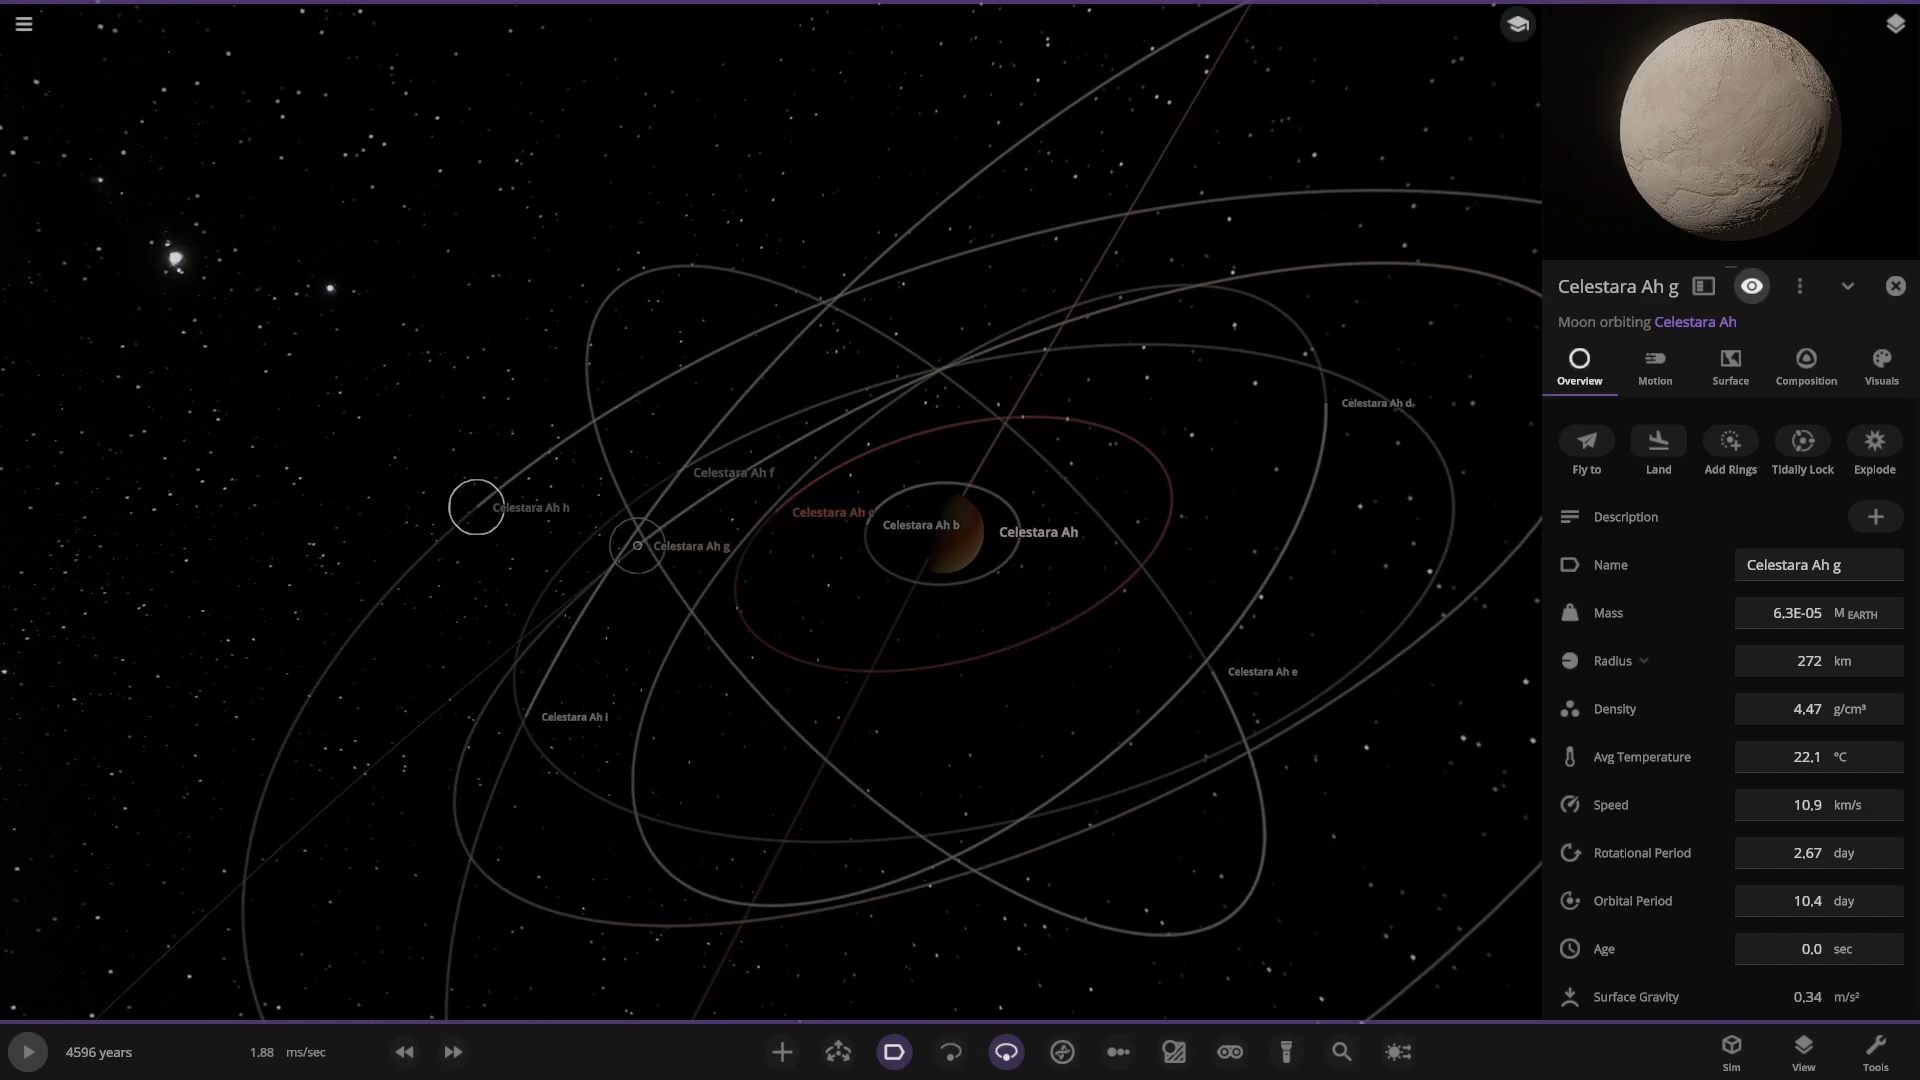 Celestara Ah g
Moon orbiting Celestara Ah
Overview
Motion
Surface
Composition
Visuals
Fly to
Land
Add Rings
Tidally Lock
Explode
Description
Name Celestara Ah g
Mass 6,3E-05 M EARTH
Radius 272 km
Density 4,47 g/cm³
Avg Temperature 22,1 °C
Speed 10,9 km/s
Rotational Period 2,67 day
Orbital Period 10,4 day
Age 0,0 sec
Surface Gravity 0,34 m/s²
Celestara Ah d
Celestara Ah f
Celestara Ah h
Celestara Ah c
Celestara Ah b
Celestara Ah
Celestara Ah g
Celestara Ah e
Celestara Ah i
4596 years
1.88 ms/sec
Sim
View
Tools